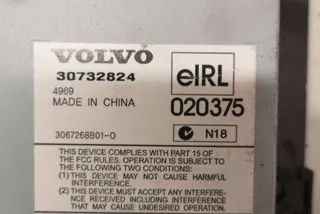 VOLVO
30732824
4969
MADE IN CHINA
3067268B01-0
eIRL
020375
N18
THIS DEVICE COMPLIES WITH PART 15 OF
THE FCC RULES. OPERATION IS SUBJECT TO
THE FOLLOWING TWO CONDITIONS:
(1) THIS DEVICE MAY NOT CAUSE HARMFUL
INTERFERENCE, AND
(2) THIS DEVICE MUST ACCEPT ANY INTERFERE-
NCE RECEIVED INCLUDING INTERFERENCE
THAT MAY CAUSE UNDESIRED OPERATION